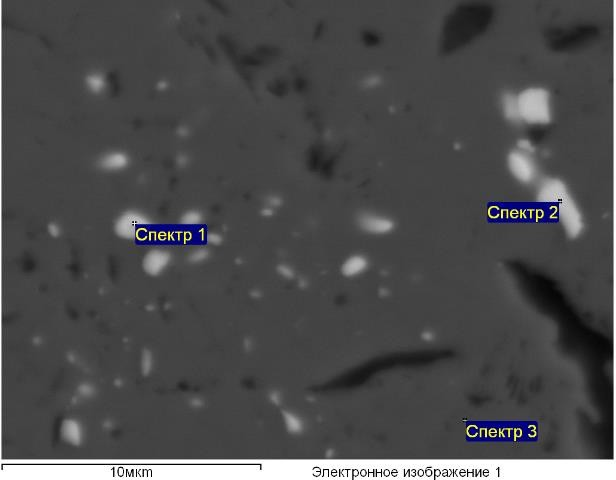 Спектр 2
Спектр 1
Спектр 3
10мкm
Электронное изображение 1